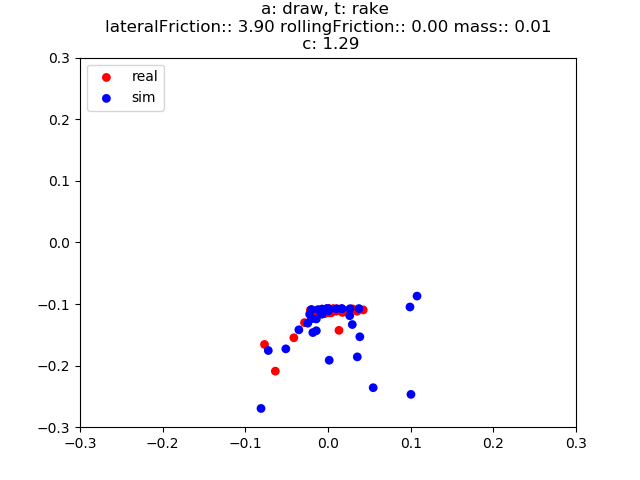 a: draw, t: rake
lateralFriction:: 3.90 rollingFriction:: 0.00 mass:: 0.01
c: 1.29
real
sim
0.3
0.2
0.1
0.0
−0.1
−0.2
−0.3
−0.3
−0.2
−0.1
0.0
0.1
0.2
0.3